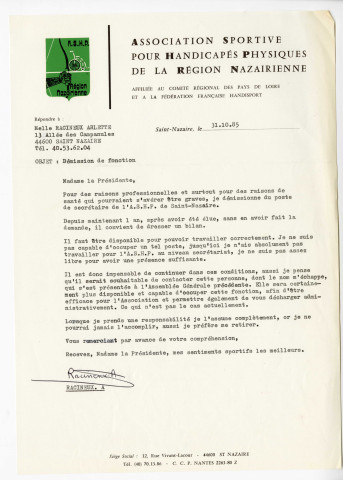 A.S.H.N.
Région
Nazairienne
ASSOCIATION SPORTIVE
POUR HANDICAPÉS PHYSIQUES
DE LA RÉGION NAZAIRIENNE
AFFILIÉE AU COMITÉ RÉGIONAL DES PAYS DE LOIRE
ET A LA FÉDÉRATION FRANÇAISE HANDISPORT
Répondre à :
Melle RACINEUX ARLETTE
13 Allée des Campanules
44600 SAINT NAZAIRE
Tél. 40.53.62.04
Saint-Nazaire, le 31.10.85
OBJET : Démission de fonction
Madame la Présidente,
Pour des raisons professionnelles et surtout pour des raisons de
santé qui pourraient s'avérer être graves, je démissionne du poste
de secrétaire de l'A.S.H.P. de Saint-Nazaire.
Depuis maintenant 1 an, après avoir été élue, sans en avoir fait la
demande, il convient de dresser un bilan.
Il faut être disponible pour pouvoir travailler correctement. Je ne suis
pas capable d'occuper un tel poste, jusqu'ici je n'ais absolument pas
travailler pour l'A.S.H.P. au niveau secrétariat, je ne suis pas assez
libre pour avoir une présence suffisante.
Il est donc impensable de continuer dans ces conditions, aussi je pense
qu'il serait souhaitable de contacter cette personne, dont le nom m'échappe,
qui s'est présentée à l'Assemblée Générale précédente. Elle sera certaine-
ment plus disponible et capable d'occuper cette fonction, afin d'être
efficace pour l'Association et permettre également de vous décharger admi-
nistrativement. Ce qui n'est pas le cas actuellement.
Lorsque je prends une responsabilité je l'assume complètement, or je ne
pourrai jamais l'accomplir, aussi je préfère me retirer.
Vous remerciant par avance de votre compréhension,
Recevez, Madame la Présidente, mes sentiments sportifs les meilleurs.
Racineux A
RACINEUX. A
Siège Social : 12, Rue Vivant-Lacour - 44600 ST NAZAIRE
Tél. (40) 70.13.06 - C. C. P. NANTES 2265 80 Z